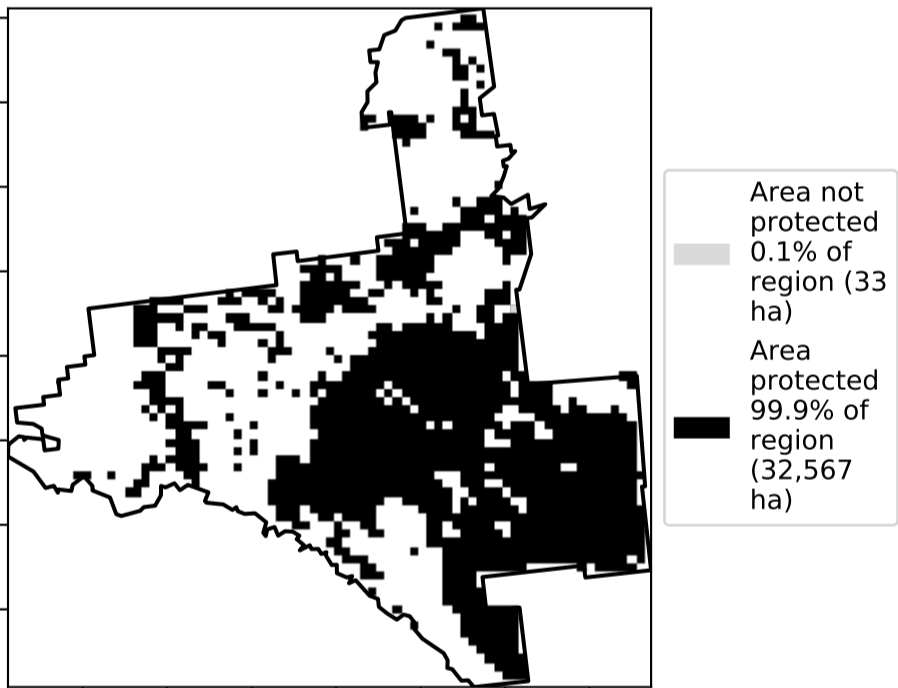 Area not
protected
0.1% of
region (33
ha)
Area
protected
99.9% of
region
(32,567
ha)